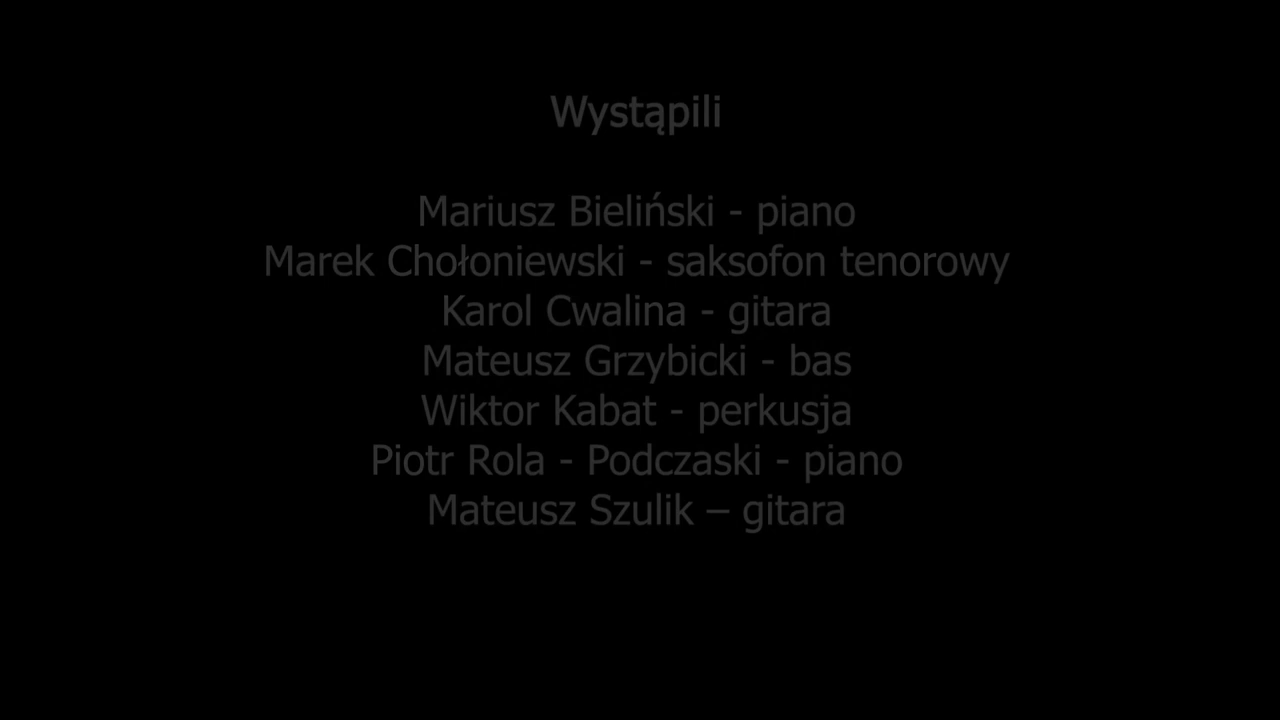 Wystąpili
Mariusz Bieliński - piano
Marek Chołoniewski - saksofon tenorowy
Karol Cwalina - gitara
Mateusz Grzybicki - bas
Wiktor Kabat - perkusja
Piotr Rola - Podczaski - piano
Mateusz Szulik – gitara